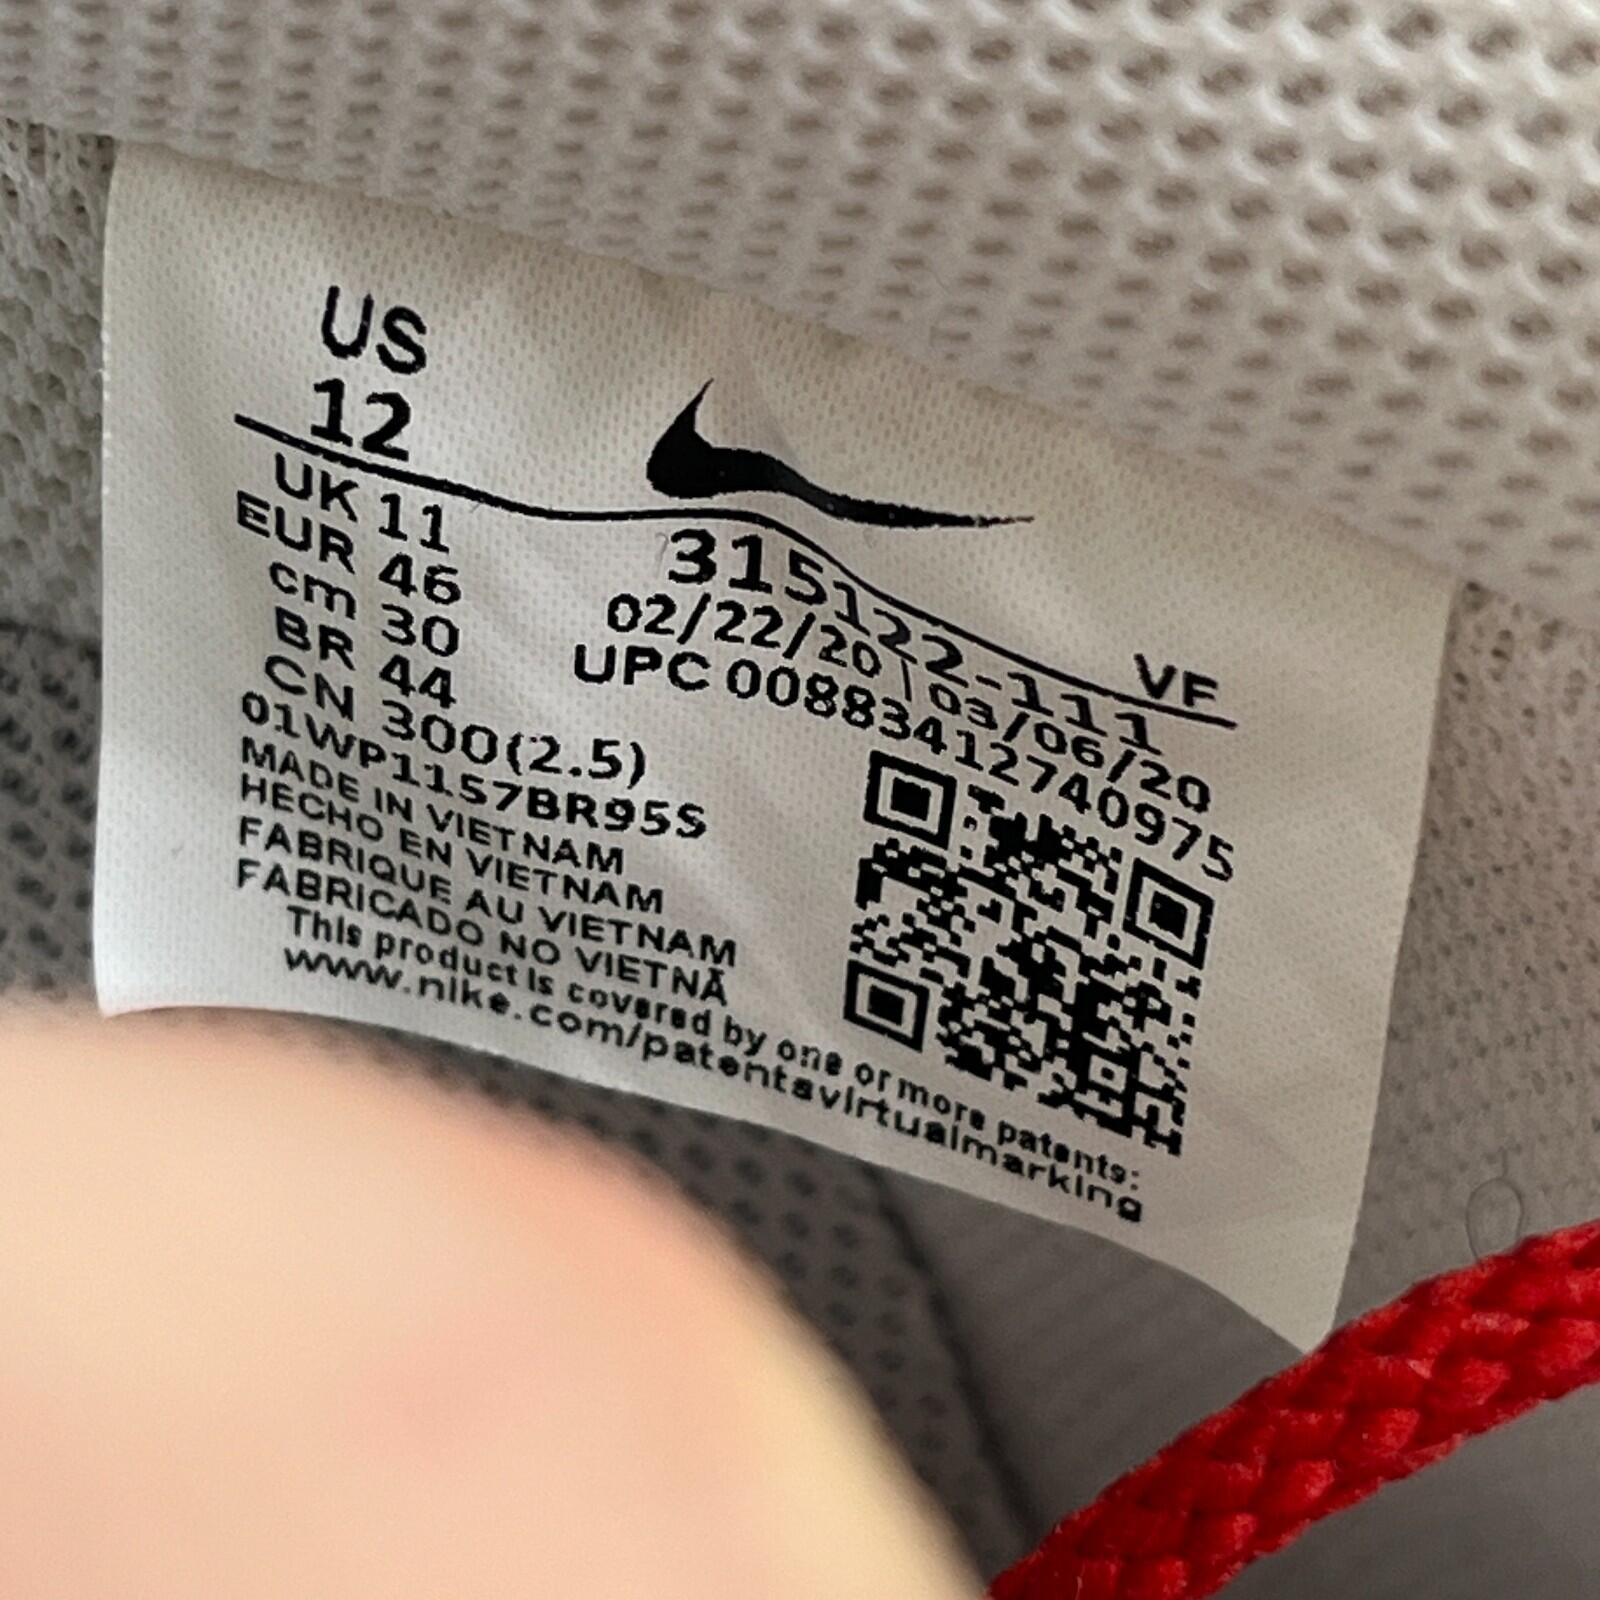 US
12
UK 11
EUR 46
cm 30
BR 44
CN 300(2.5)
01WP1157BR95S
MADE IN VIETNAM
HECHO EN VIETNAM
FABRIQUE AU VIETNAM
FABRICADO NO VIETNÃ
This product is covered by one or more patents:
www.nike.com/patentsvirtualmarking
VF
315122-111
02/22/20 | 03/06/20
UPC 00883412740975